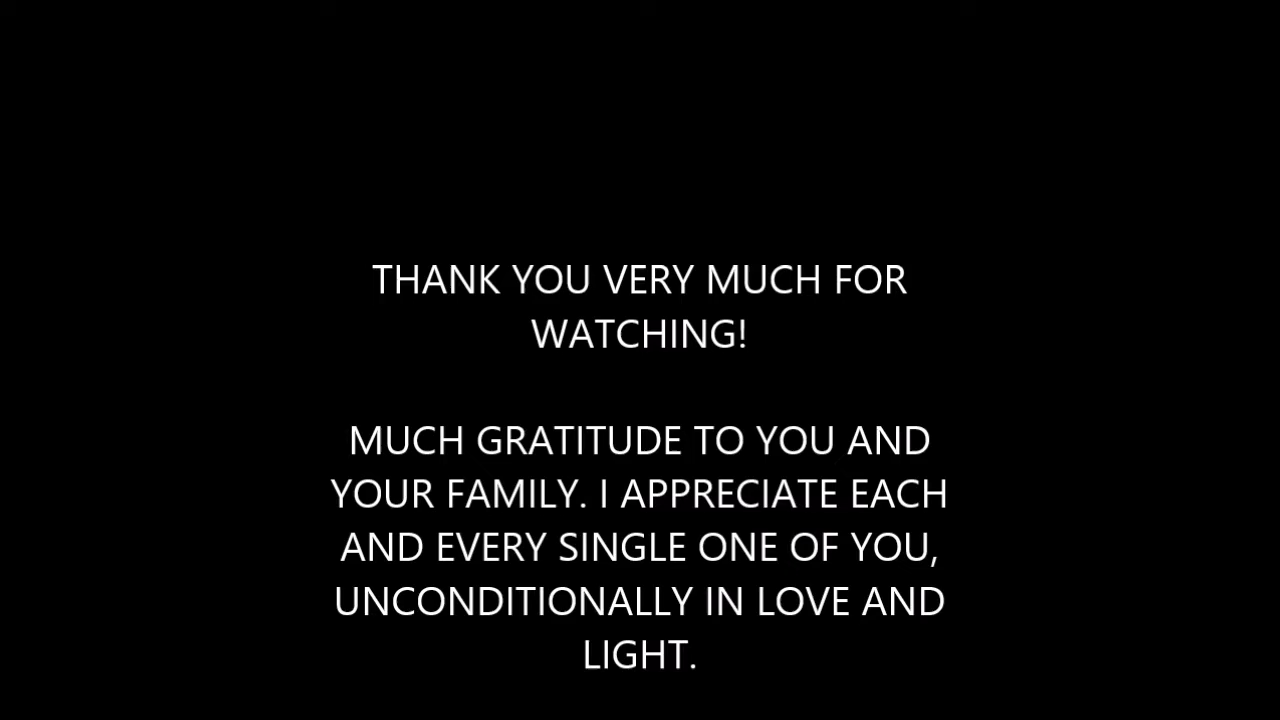 THANK YOU VERY MUCH FOR
WATCHING!
MUCH GRATITUDE TO YOU AND
YOUR FAMILY. I APPRECIATE EACH
AND EVERY SINGLE ONE OF YOU,
UNCONDITIONALLY IN LOVE AND
LIGHT.